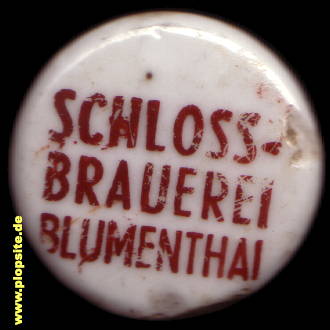 SCHLOSS-
BRAUEREI
BLUMENTHAL
www.plopsite.de